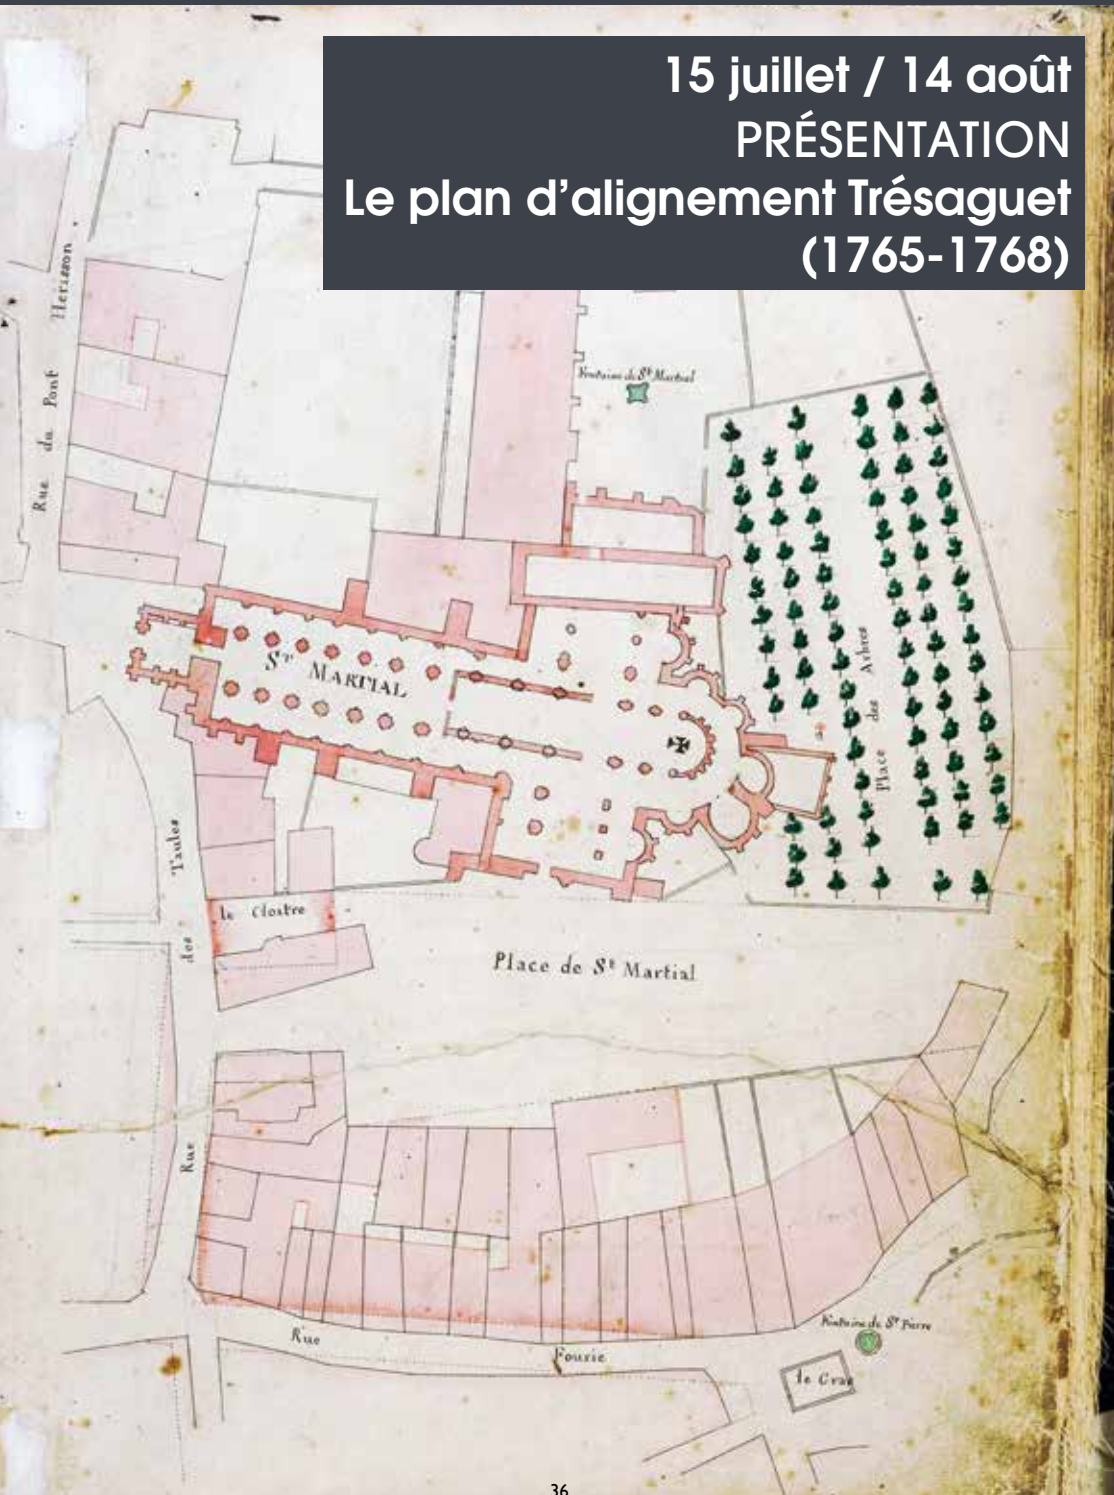 15 juillet / 14 août
PRÉSENTATION
Le plan d'alignement Trésaguet
(1765-1768)
Rue du Pont Herisson
Fontaine de Sᵗ Martial
Sᵗ MARTIAL
Place des Arbres
Rue des Taules
le Cloitre
Place de Sᵗ Martial
Rue Fourie
Fontaine de Sᵗ Pierre
le Gras
36